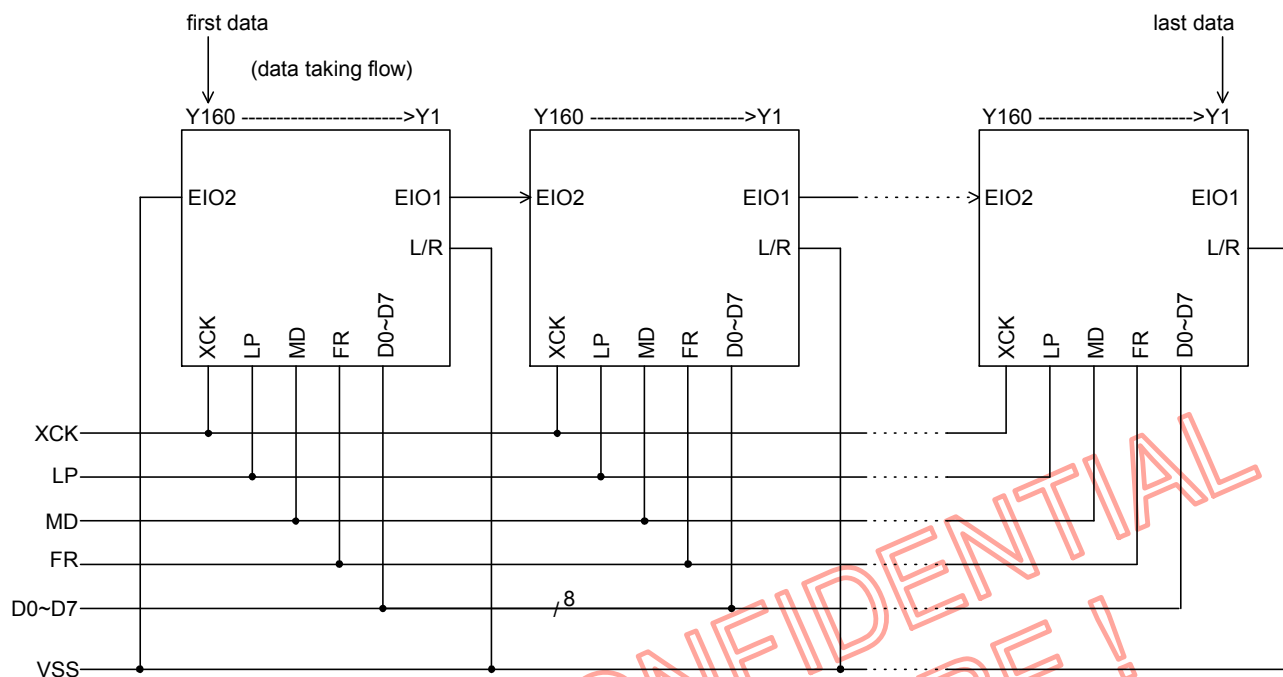 first data
last data
(data taking flow)
Y160 ----------------------->Y1
Y160 ---------------------->Y1
Y160 ---------------------->Y1
EIO2
EIO1
EIO2
EIO1
EIO2
EIO1
L/R
L/R
L/R
XCK
LP
MD
FR
D0~D7
XCK
LP
MD
FR
D0~D7
XCK
LP
MD
FR
D0~D7
XCK
LP
MD
FR
D0~D7
8
VSS